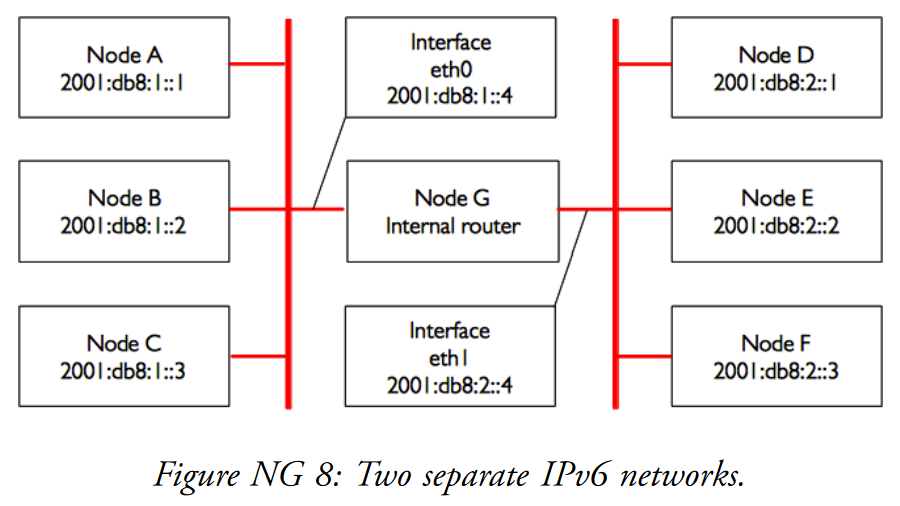 Node A
2001:db8:1::1
Interface
eth0
2001:db8:1::4
Node D
2001:db8:2::1
Node B
2001:db8:1::2
Node G
Internal router
Node E
2001:db8:2::2
Node C
2001:db8:1::3
Interface
eth1
2001:db8:2::4
Node F
2001:db8:2::3
Figure NG 8: Two separate IPv6 networks.